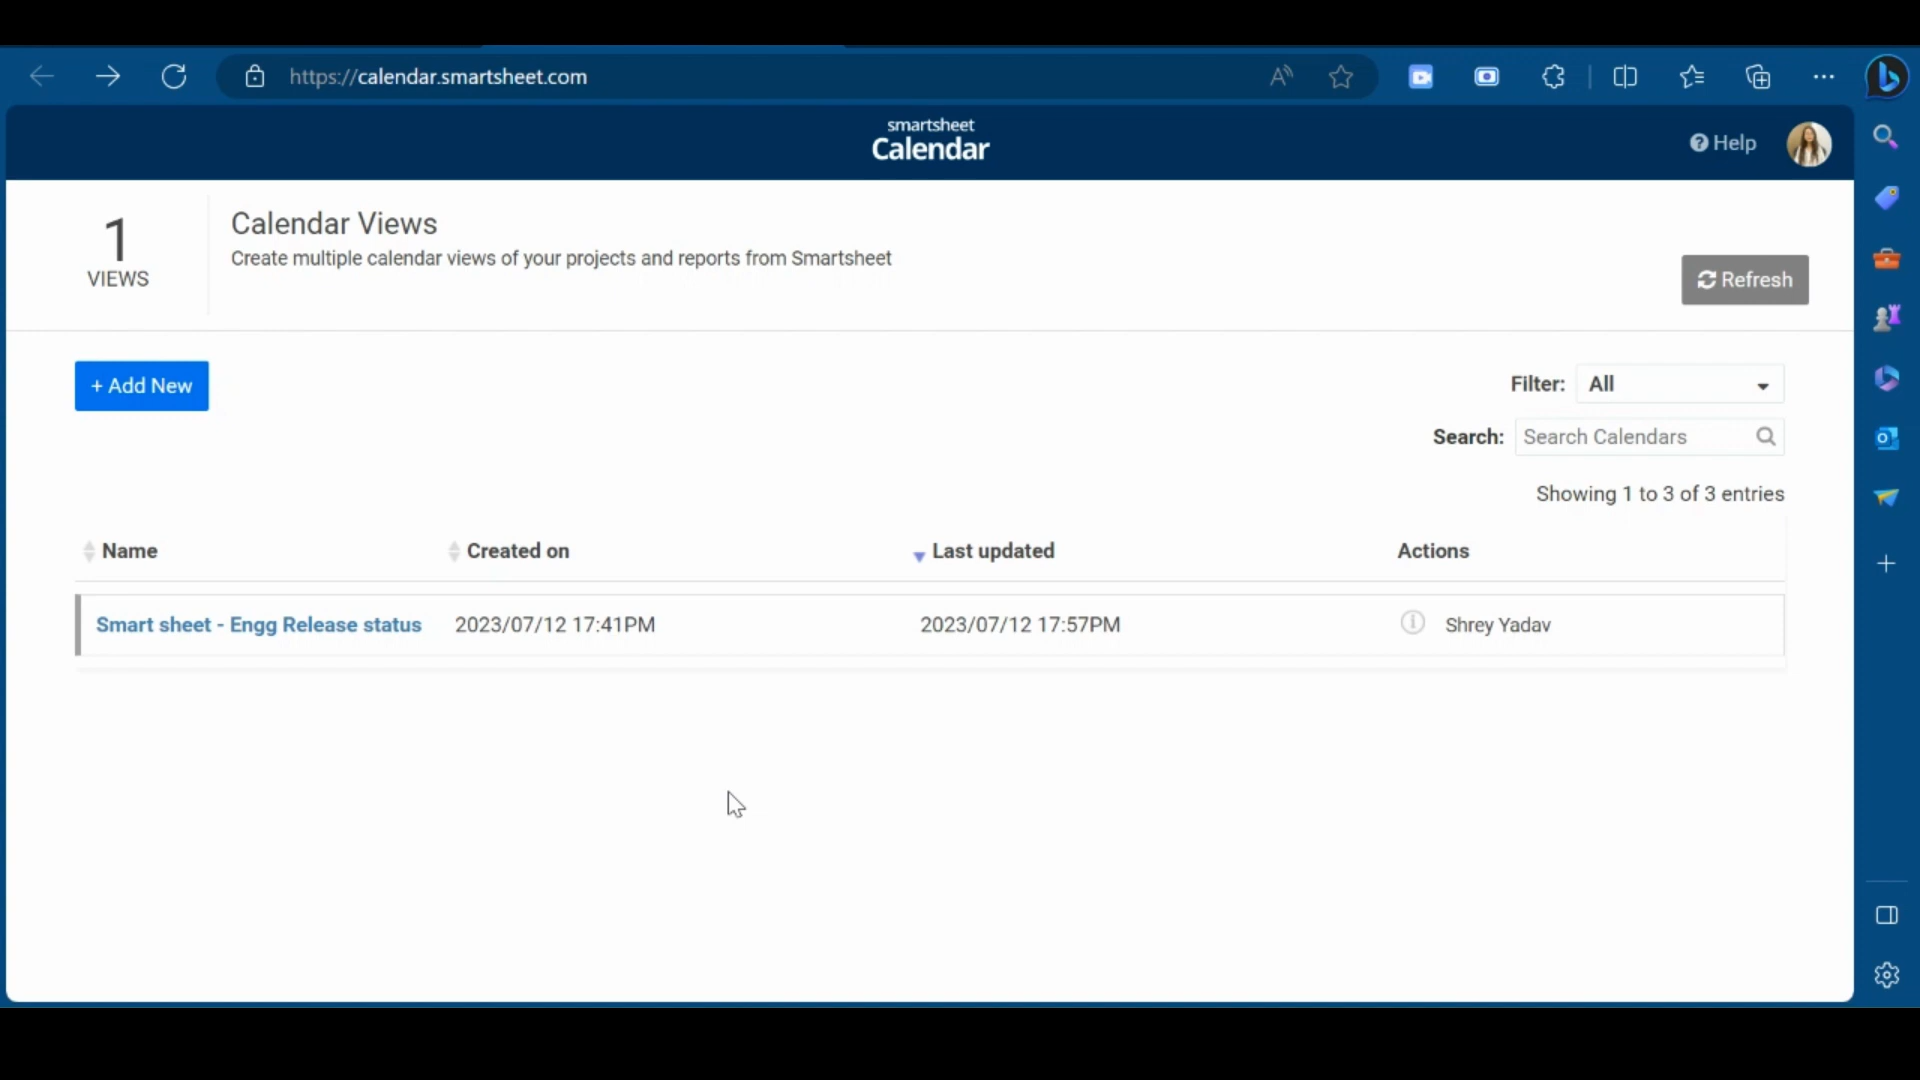 https://calendar.smartsheet.com
smartsheet
Calendar
Help
1
VIEWS
Calendar Views
Create multiple calendar views of your projects and reports from Smartsheet
Refresh
+ Add New
Filter: All
Search: Search Calendars
Showing 1 to 3 of 3 entries
Name Created on Last updated Actions
Smart sheet - Engg Release status 2023/07/12 17:41PM 2023/07/12 17:57PM Shrey Yadav